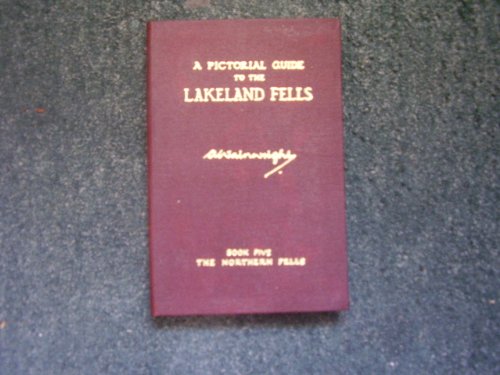 A PICTORIAL GUIDE
TO THE
LAKELAND FELLS
AWainwright
BOOK FIVE
THE NORTHERN FELLS